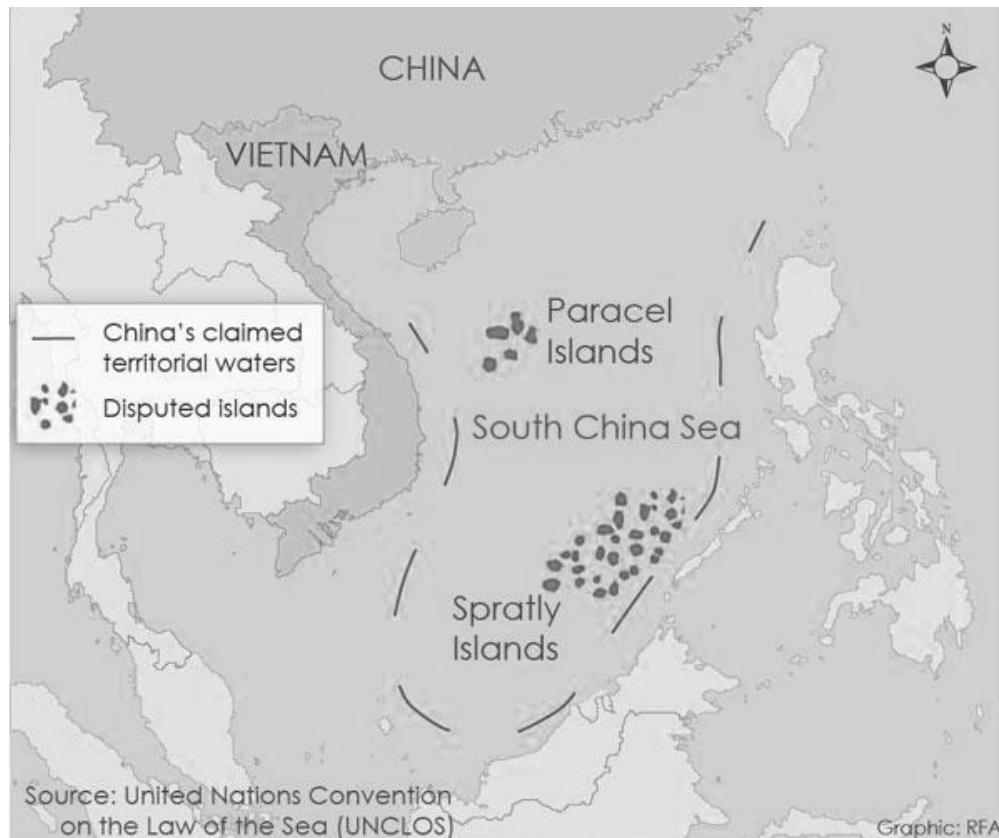 CHINA
N
VIETNAM
Paracel
Islands
China's claimed
territorial waters
Disputed islands
South China Sea
Spratly
Islands
Source: United Nations Convention
on the Law of the Sea (UNCLOS)
Graphic: RFA